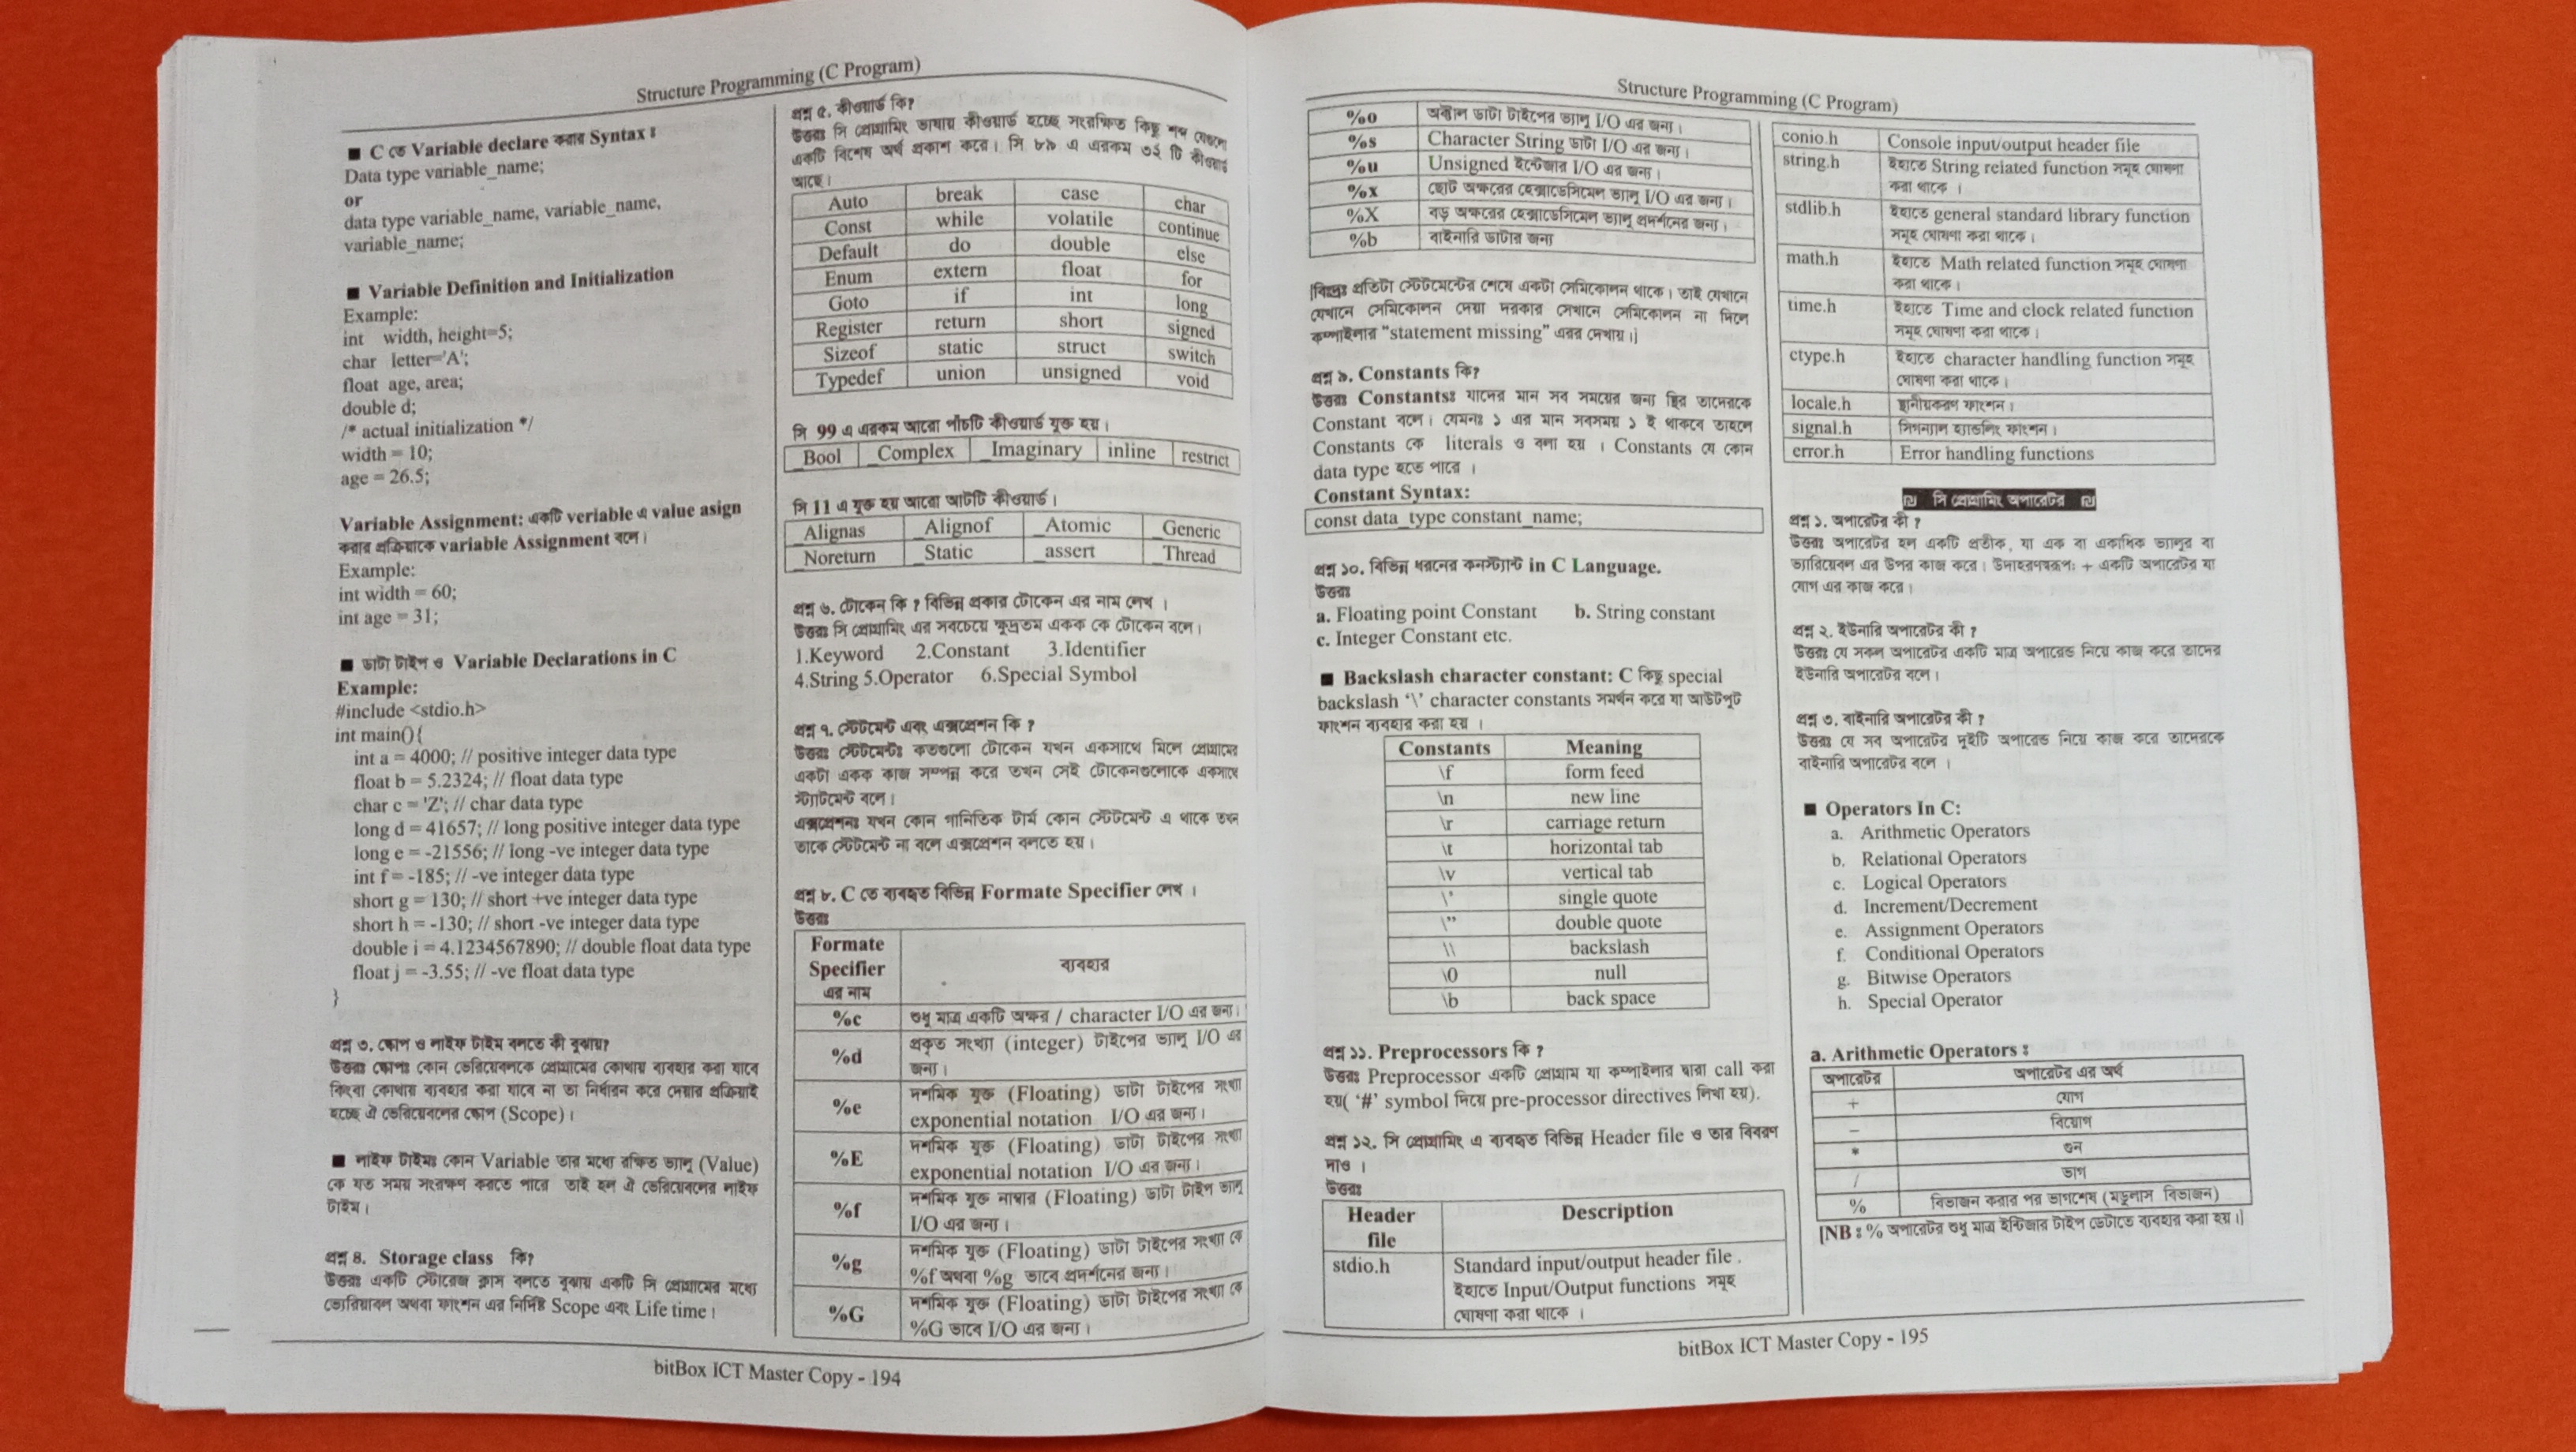 Structure Programming (C Program)
■ C তে Variable declare করার Syntax ঃ
Data type variable_name;
or
data type variable_name, variable_name,
variable_name;
■ Variable Definition and Initialization
Example:
int width, height=5;
char letter='A';
float age, area;
double d;
/* actual initialization */
width = 10;
age = 26.5;
Variable Assignment: একটি veriable এ value asign
করার প্রক্রিয়াকে variable Assignment বলে।
Example:
int width = 60;
int age = 31;
■ ডাটা টাইপ ও Variable Declarations in C
Example:
#include <stdio.h>
int main(){
int a = 4000; // positive integer data type
float b = 5.2324; // float data type
char c = 'Z'; // char data type
long d = 41657; // long positive integer data type
long e = -21556; // long -ve integer data type
int f = -185; // -ve integer data type
short g = 130; // short +ve integer data type
short h = -130; // short -ve integer data type
double i = 4.1234567890; // double float data type
float j = -3.55; // -ve float data type
}
প্রশ্ন ৩. স্কোপ ও লাইফ টাইম বলতে কী বুঝায়?
উত্তরঃ স্কোপঃ কোন ভেরিয়েবলকে প্রোগ্রামের কোথায় ব্যবহার করা যাবে
কিংবা কোথায় ব্যবহার করা যাবে না তা নির্ধারন করে দেয়ার প্রক্রিয়াই
হচ্ছে ঐ ভেরিয়েবলের স্কোপ (Scope)।
■ লাইফ টাইমঃ কোন Variable তার মধ্যে রক্ষিত ভ্যালু (Value)
কে যত সময় সংরক্ষণ করতে পারে তাই হল ঐ ভেরিয়েবলের লাইফ
টাইম।
প্রশ্ন ৪. Storage class কি?
উত্তরঃ একটি স্টোরেজ ক্লাস বলতে বুঝায় একটি সি প্রোগ্রামের মধ্যে
ভ্যেরিয়াবল অথবা ফাংশন এর নির্দিষ্ট Scope এবং Life time।
প্রশ্ন ৫. কীওয়ার্ড কি?
উত্তরঃ সি প্রোগ্রামিং ভাষায় কীওয়ার্ড হচ্ছে সংরক্ষিত কিছু শব্দ যেগুলো
একটি বিশেষ অর্থ প্রকাশ করে। সি ৮৯ এ এরকম ৩২ টি কীওয়ার্ড
আছে।
Auto break case char
Const while volatile continue
Default do double else
Enum extern float for
Goto if int long
Register return short signed
Sizeof static struct switch
Typedef union unsigned void
সি 99 এ এরকম আরো পাঁচটি কীওয়ার্ড যুক্ত হয়।
_Bool _Complex _Imaginary inline restrict
সি 11 এ যুক্ত হয় আরো আটটি কীওয়ার্ড।
_Alignas _Alignof _Atomic _Generic
_Noreturn _Static _assert _Thread
প্রশ্ন ৬. টোকেন কি ? বিভিন্ন প্রকার টোকেন এর নাম লেখ ।
উত্তরঃ সি প্রোগ্রামিং এর সবচেয়ে ক্ষুদ্রতম একক কে টোকেন বলে।
1.Keyword 2.Constant 3.Identifier
4.String 5.Operator 6.Special Symbol
প্রশ্ন ৭. স্টেটমেন্ট এবং এক্সপ্রেশন কি ?
উত্তরঃ স্টেটমেন্টঃ কতগুলো টোকেন যখন একসাথে মিলে প্রোগ্রামের
একটা একক কাজ সম্পন্ন করে তখন সেই টোকেনগুলোকে একসাথে
স্ট্যাটমেন্ট বলে।
এক্সপ্রেশনঃ যখন কোন গানিতিক টার্ম কোন স্টেটমেন্ট এ থাকে তখন
তাকে স্টেটমেন্ট না বলে এক্সপ্রেশন বলতে হয়।
প্রশ্ন ৮. C তে ব্যবহৃত বিভিন্ন Formate Specifier লেখ ।
উত্তরঃ
Formate Specifier এর নাম ব্যবহার
%c শুধু মাত্র একটি অক্ষর / character I/O এর জন্য।
%d প্রকৃত সংখ্যা (integer) টাইপের ভ্যালু I/O এর
জন্য।
%e দশমিক যুক্ত (Floating) ডাটা টাইপের সংখ্যা
exponential notation I/O এর জন্য।
%E দশমিক যুক্ত (Floating) ডাটা টাইপের সংখ্যা
exponential notation I/O এর জন্য।
%f দশমিক যুক্ত নাম্বার (Floating) ডাটা টাইপ ভ্যালু
I/O এর জন্য।
%g দশমিক যুক্ত (Floating) ডাটা টাইপের সংখ্যা কে
%f অথবা %g ভাবে প্রদর্শনের জন্য।
%G দশমিক যুক্ত (Floating) ডাটা টাইপের সংখ্যা কে
%G ভাবে I/O এর জন্য।
bitBox ICT Master Copy - 194
Structure Programming (C Program)
%o অক্টাল ডাটা টাইপের ভ্যালু I/O এর জন্য।
%s Character String ডাটা I/O এর জন্য।
%u Unsigned ইন্টেজার I/O এর জন্য।
%x ছোট অক্ষরের হেক্সাডেসিমেল ভ্যালু I/O এর জন্য।
%X বড় অক্ষরের হেক্সাডেসিমেল ভ্যালু প্রদর্শনের জন্য।
%b বাইনারি ডাটার জন্য
[বিঃদ্রঃ প্রতিটা স্টেটমেন্টের শেষে একটা সেমিকোলন থাকে। তাই যেখানে
যেখানে সেমিকোলন দেয়া দরকার সেখানে সেমিকোলন না দিলে
কম্পাইলার “statement missing” এরর দেখায়।]
প্রশ্ন ৯. Constants কি?
উত্তরঃ Constantsঃ যাদের মান সব সময়ের জন্য স্থির তাদেরকে
Constant বলে। যেমনঃ ১ এর মান সবসময় ১ ই থাকবে তাহলে
Constants কে literals ও বলা হয় । Constants যে কোন
data type হতে পারে ।
Constant Syntax:
const data_type constant_name;
প্রশ্ন ১০. বিভিন্ন ধরনের কনস্ট্যান্ট in C Language.
উত্তরঃ
a. Floating point Constant b. String constant
c. Integer Constant etc.
■ Backslash character constant: C কিছু special
backslash ‘\’ character constants সমর্থন করে যা আউটপুট
ফাংশন ব্যবহার করা হয় ।
Constants Meaning
\f form feed
\n new line
\r carriage return
\t horizontal tab
\v vertical tab
\’ single quote
\” double quote
\\ backslash
\0 null
\b back space
প্রশ্ন ১১. Preprocessors কি ?
উত্তরঃ Preprocessor একটি প্রোগ্রাম যা কম্পাইলার দ্বারা call করা
হয়( ‘#’ symbol দিয়ে pre-processor directives লিখা হয়).
প্রশ্ন ১২. সি প্রোগ্রামিং এ ব্যবহৃত বিভিন্ন Header file ও তার বিবরণ
দাও ।
উত্তরঃ
Header file Description
stdio.h Standard input/output header file .
ইহাতে Input/Output functions সমূহ
ঘোষণা করা থাকে ।
conio.h Console input/output header file
string.h ইহাতে String related function সমূহ ঘোষণা
করা থাকে ।
stdlib.h ইহাতে general standard library function
সমূহ ঘোষণা করা থাকে।
math.h ইহাতে Math related function সমূহ ঘোষণা
করা থাকে।
time.h ইহাতে Time and clock related function
সমূহ ঘোষণা করা থাকে।
ctype.h ইহাতে character handling function সমূহ
ঘোষণা করা থাকে।
locale.h স্থানীয়করণ ফাংশন।
signal.h সিগন্যাল হ্যান্ডলিং ফাংশন।
error.h Error handling functions
সি প্রোগ্রামিং অপারেটর
প্রশ্ন ১. অপারেটর কী ?
উত্তরঃ অপারেটর হল একটি প্রতীক, যা এক বা একাধিক ভ্যালুর বা
ভ্যারিয়েবল এর উপর কাজ করে। উদাহরণস্বরূপঃ + একটি অপারেটর যা
যোগ এর কাজ করে।
প্রশ্ন ২. ইউনারি অপারেটর কী ?
উত্তরঃ যে সকল অপারেটর একটি মাত্র অপারেন্ড নিয়ে কাজ করে তাদের
ইউনারি অপারেটর বলে।
প্রশ্ন ৩. বাইনারি অপারেটর কী ?
উত্তরঃ যে সব অপারেটর দুইটি অপারেন্ড নিয়ে কাজ করে তাদেরকে
বাইনারি অপারেটর বলে ।
■ Operators In C:
a. Arithmetic Operators
b. Relational Operators
c. Logical Operators
d. Increment/Decrement
e. Assignment Operators
f. Conditional Operators
g. Bitwise Operators
h. Special Operator
a. Arithmetic Operators ঃ
অপারেটর অপারেটর এর অর্থ
+ যোগ
– বিয়োগ
* গুন
/ ভাগ
% বিভাজন করার পর ভাগশেষ (মডুলাস বিভাজন)
[NB ঃ % অপারেটর শুধু মাত্র ইন্টিজার টাইপ ডেটাতে ব্যবহার করা হয়।]
bitBox ICT Master Copy - 195